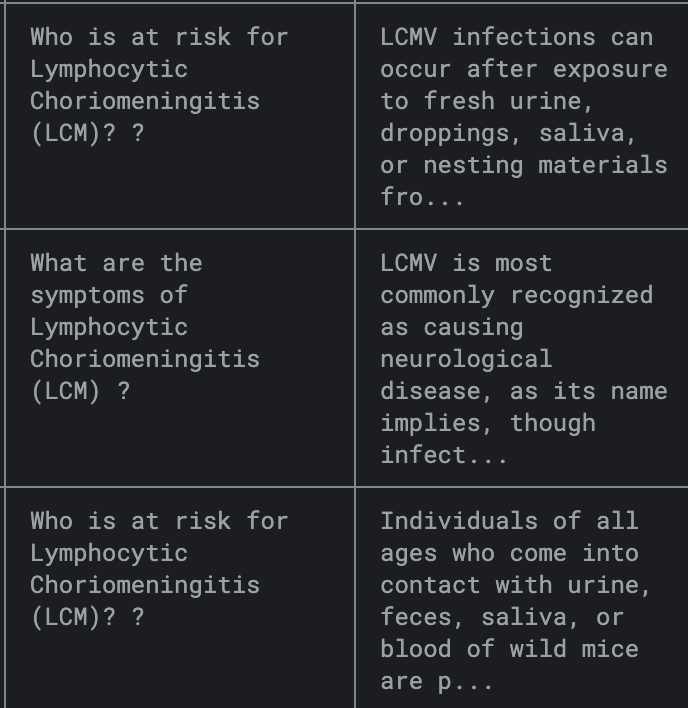 Who is at risk for
Lymphocytic
Choriomeningitis
(LCM)? ?
LCMV infections can
occur after exposure
to fresh urine,
droppings, saliva,
or nesting materials
fro...
What are the
symptoms of
Lymphocytic
Choriomeningitis
(LCM) ?
LCMV is most
commonly recognized
as causing
neurological
disease, as its name
implies, though
infect...
Who is at risk for
Lymphocytic
Choriomeningitis
(LCM)? ?
Individuals of all
ages who come into
contact with urine,
feces, saliva, or
blood of wild mice
are p...